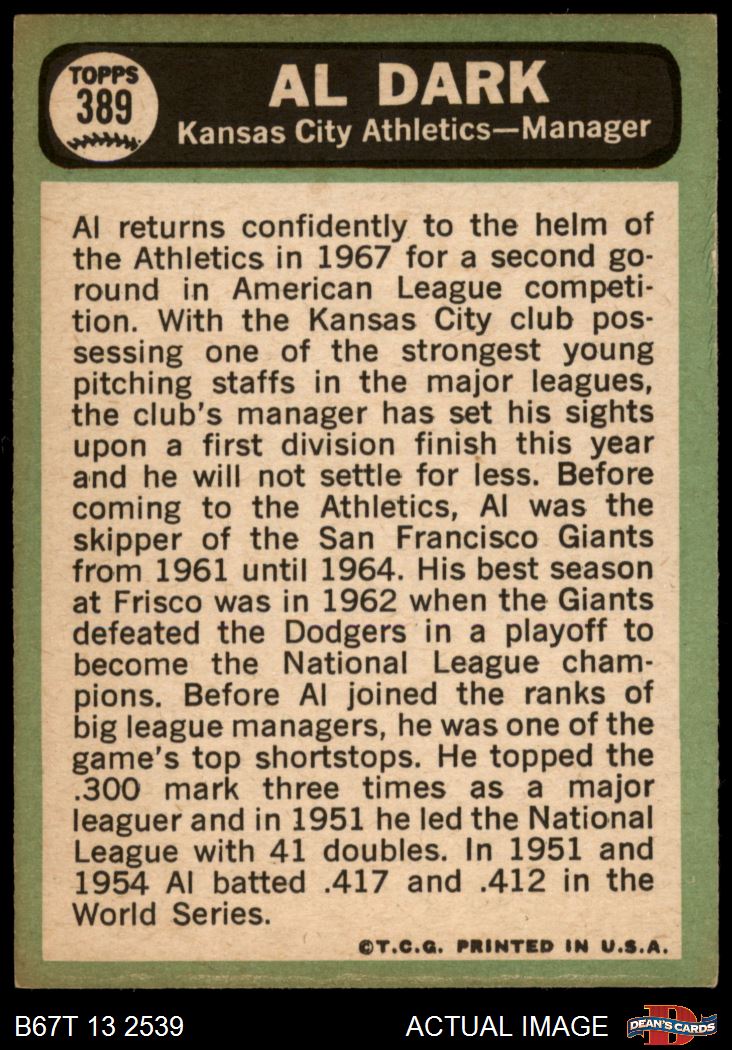 TOPPS
389
AL DARK
Kansas City Athletics—Manager
Al returns confidently to the helm of
the Athletics in 1967 for a second go-
round in American League competi-
tion. With the Kansas City club pos-
sessing one of the strongest young
pitching staffs in the major leagues,
the club's manager has set his sights
upon a first division finish this year
and he will not settle for less. Before
coming to the Athletics, Al was the
skipper of the San Francisco Giants
from 1961 until 1964. His best season
at Frisco was in 1962 when the Giants
defeated the Dodgers in a playoff to
become the National League cham-
pions. Before Al joined the ranks of
big league managers, he was one of the
game's top shortstops. He topped the
.300 mark three times as a major
leaguer and in 1951 he led the National
League with 41 doubles. In 1951 and
1954 Al batted .417 and .412 in the
World Series.
©T.C.G. PRINTED IN U.S.A.
B67T 13 2539
ACTUAL IMAGE
D
DEAN'S CARDS